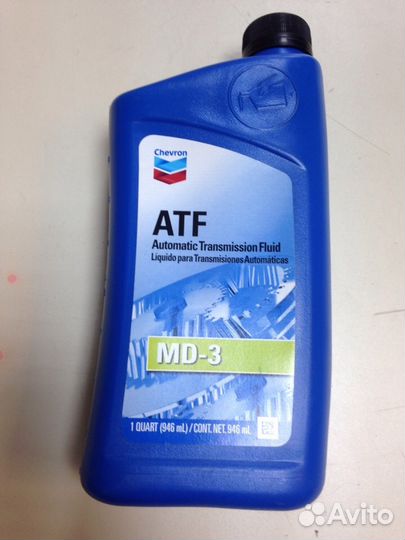 Chevron
ATF
Automatic Transmission Fluid
Líquido para Transmisiones Automáticas
MD-3
1 QUART (946 mL) / CONT. NET. 946 mL
Avito